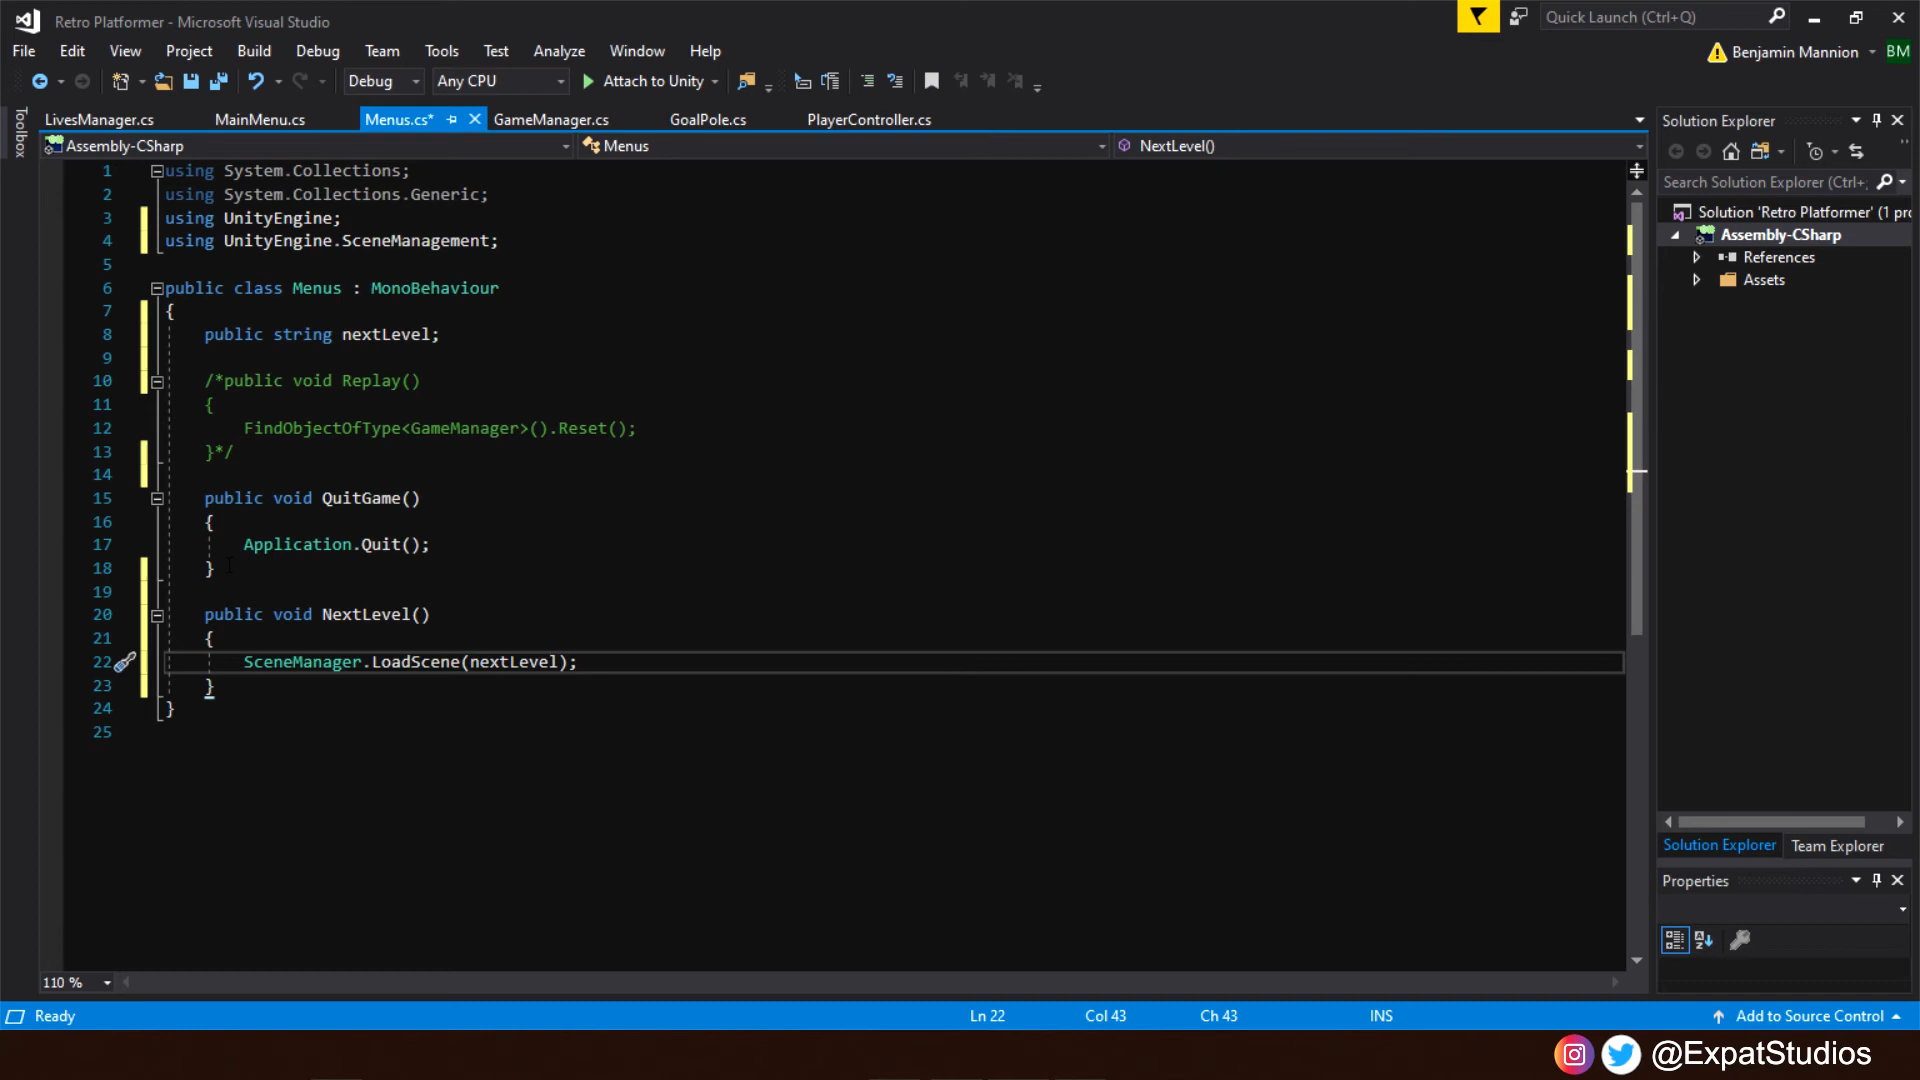 Retro Platformer - Microsoft Visual Studio
Quick Launch (Ctrl+Q)
File Edit View Project Build Debug Team Tools Test Analyze Window Help
Benjamin Mannion BM
Debug Any CPU Attach to Unity
Toolbox
LivesManager.cs MainMenu.cs Menus.cs* GameManager.cs GoalPole.cs PlayerController.cs
Assembly-CSharp Menus NextLevel()
1 using System.Collections;
2 using System.Collections.Generic;
3 using UnityEngine;
4 using UnityEngine.SceneManagement;
5
6 public class Menus : MonoBehaviour
7 {
8 public string nextLevel;
9
10 /*public void Replay()
11 {
12 FindObjectOfType<GameManager>().Reset();
13 }*/
14
15 public void QuitGame()
16 {
17 Application.Quit();
18 }
19
20 public void NextLevel()
21 {
22 SceneManager.LoadScene(nextLevel);
23 }
24 }
25
110 %
Solution Explorer
Search Solution Explorer (Ctrl+;
Solution 'Retro Platformer' (1 pro
Assembly-CSharp
References
Assets
Solution Explorer Team Explorer
Properties
Ready Ln 22 Col 43 Ch 43 INS Add to Source Control
@ExpatStudios